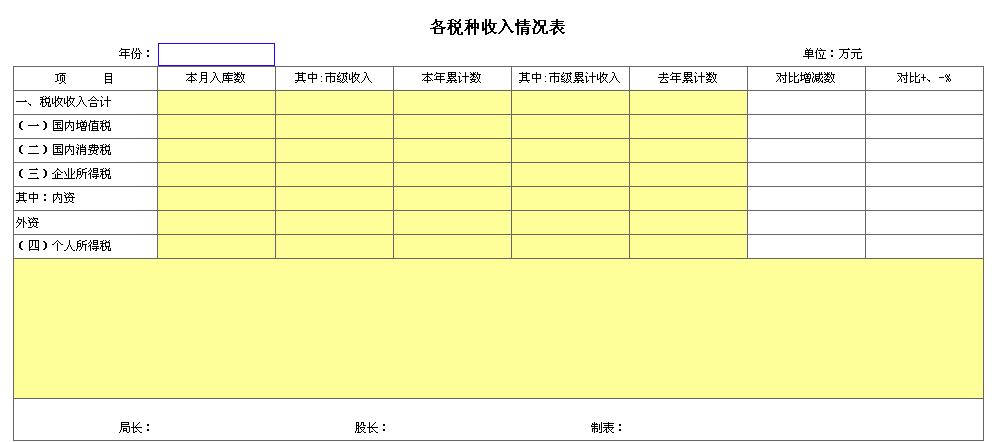 各税种收入情况表
年份： 单位：万元
项 目 本月入库数 其中:市级收入 本年累计数 其中:市级累计收入 去年累计数 对比增减数 对比+、-%
一、税收收入合计
（一）国内增值税
（二）国内消费税
（三）企业所得税
其中：内资
外资
（四）个人所得税
局长： 股长： 制表：